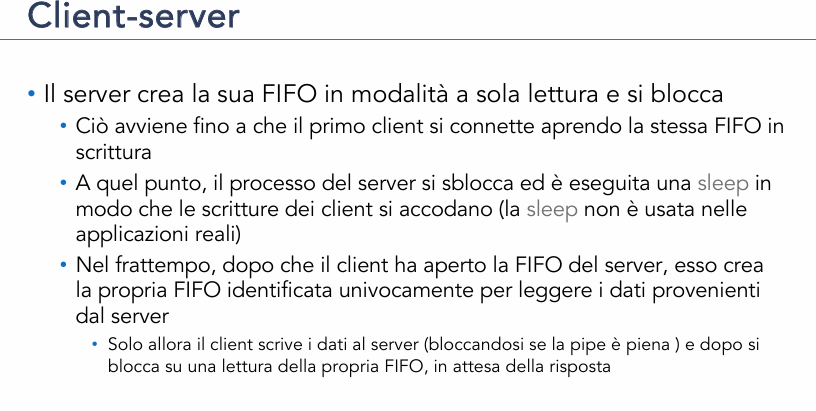 Client-server
• Il server crea la sua FIFO in modalità a sola lettura e si blocca
• Ciò avviene fino a che il primo client si connette aprendo la stessa FIFO in
scrittura
• A quel punto, il processo del server si sblocca ed è eseguita una sleep in
modo che le scritture dei client si accodano (la sleep non è usata nelle
applicazioni reali)
• Nel frattempo, dopo che il client ha aperto la FIFO del server, esso crea
la propria FIFO identificata univocamente per leggere i dati provenienti
dal server
• Solo allora il client scrive i dati al server (bloccandosi se la pipe è piena ) e dopo si
blocca su una lettura della propria FIFO, in attesa della risposta